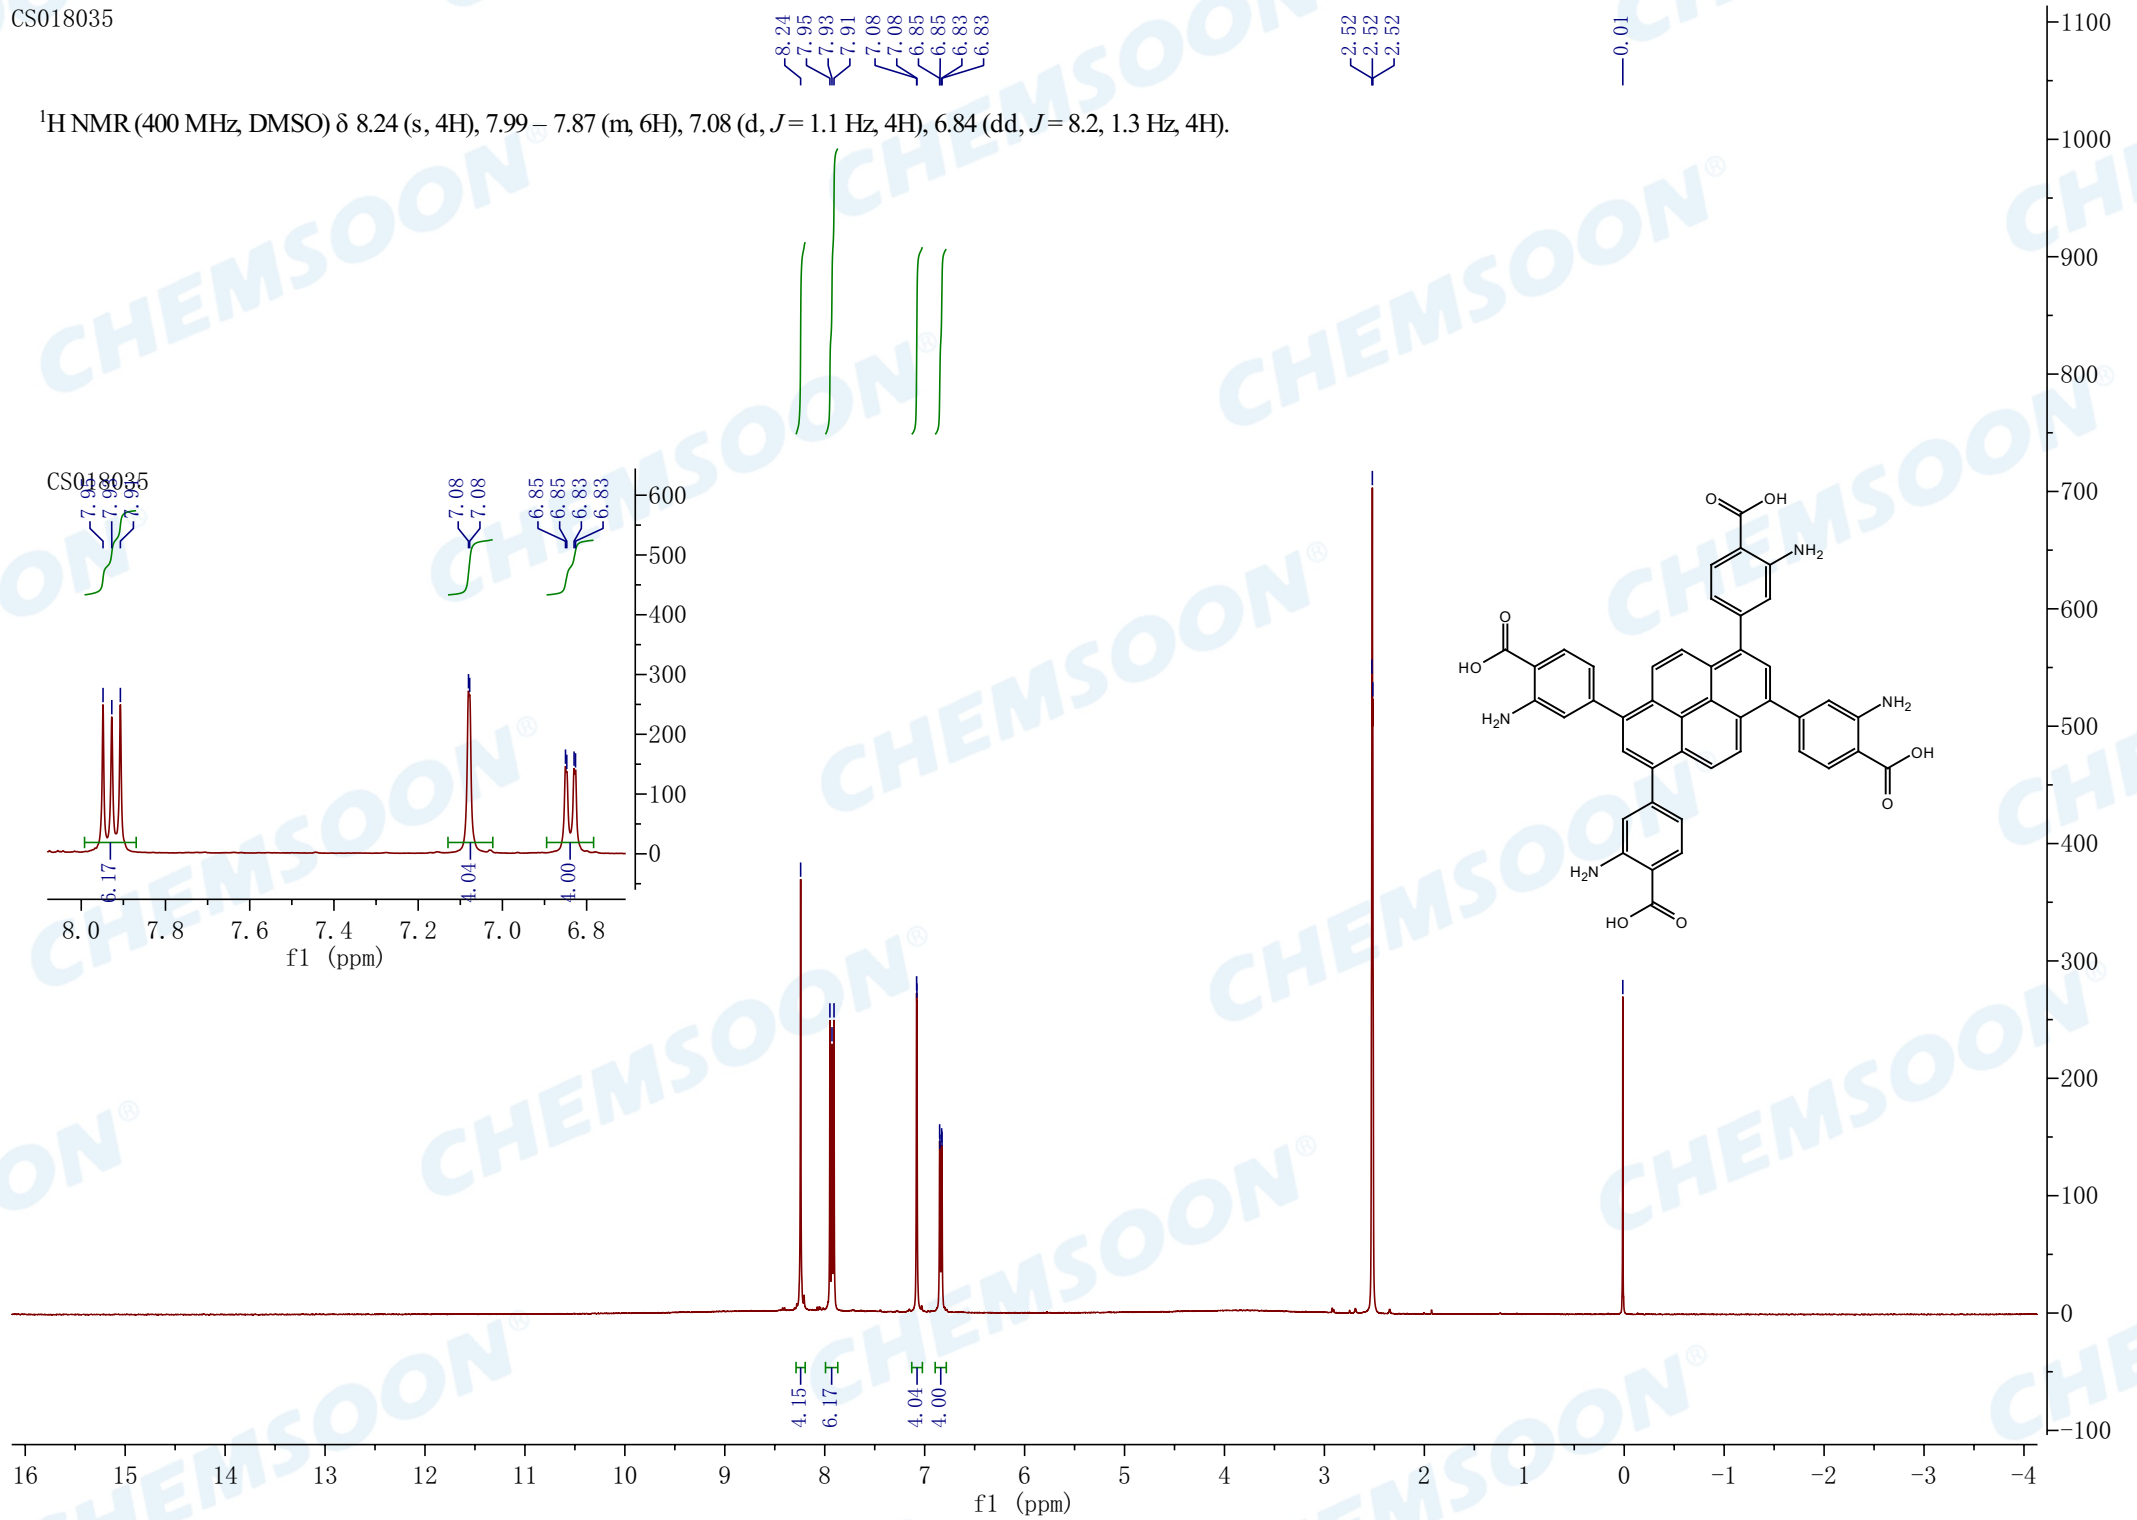 CS018035
8.24
7.95
7.93
7.91
7.08
7.08
6.85
6.85
6.83
6.83
2.52
2.52
2.52
0.01
¹H NMR (400 MHz, DMSO) δ 8.24 (s, 4H), 7.99 – 7.87 (m, 6H), 7.08 (d, J = 1.1 Hz, 4H), 6.84 (dd, J = 8.2, 1.3 Hz, 4H).
CS018035
7.95
7.93
7.91
7.08
7.08
6.85
6.85
6.83
6.83
600
500
400
300
200
100
0
6.17
4.04
4.00
8.0 7.8 7.6 7.4 7.2 7.0 6.8
f1 (ppm)
O OH
NH₂
O
HO
H₂N
NH₂
OH
O
H₂N
HO O
1100
1000
900
800
700
600
500
400
300
200
100
0
-100
4.15
6.17
4.04
4.00
16 15 14 13 12 11 10 9 8 7 6 5 4 3 2 1 0 -1 -2 -3 -4
f1 (ppm)
CHEMSOON®